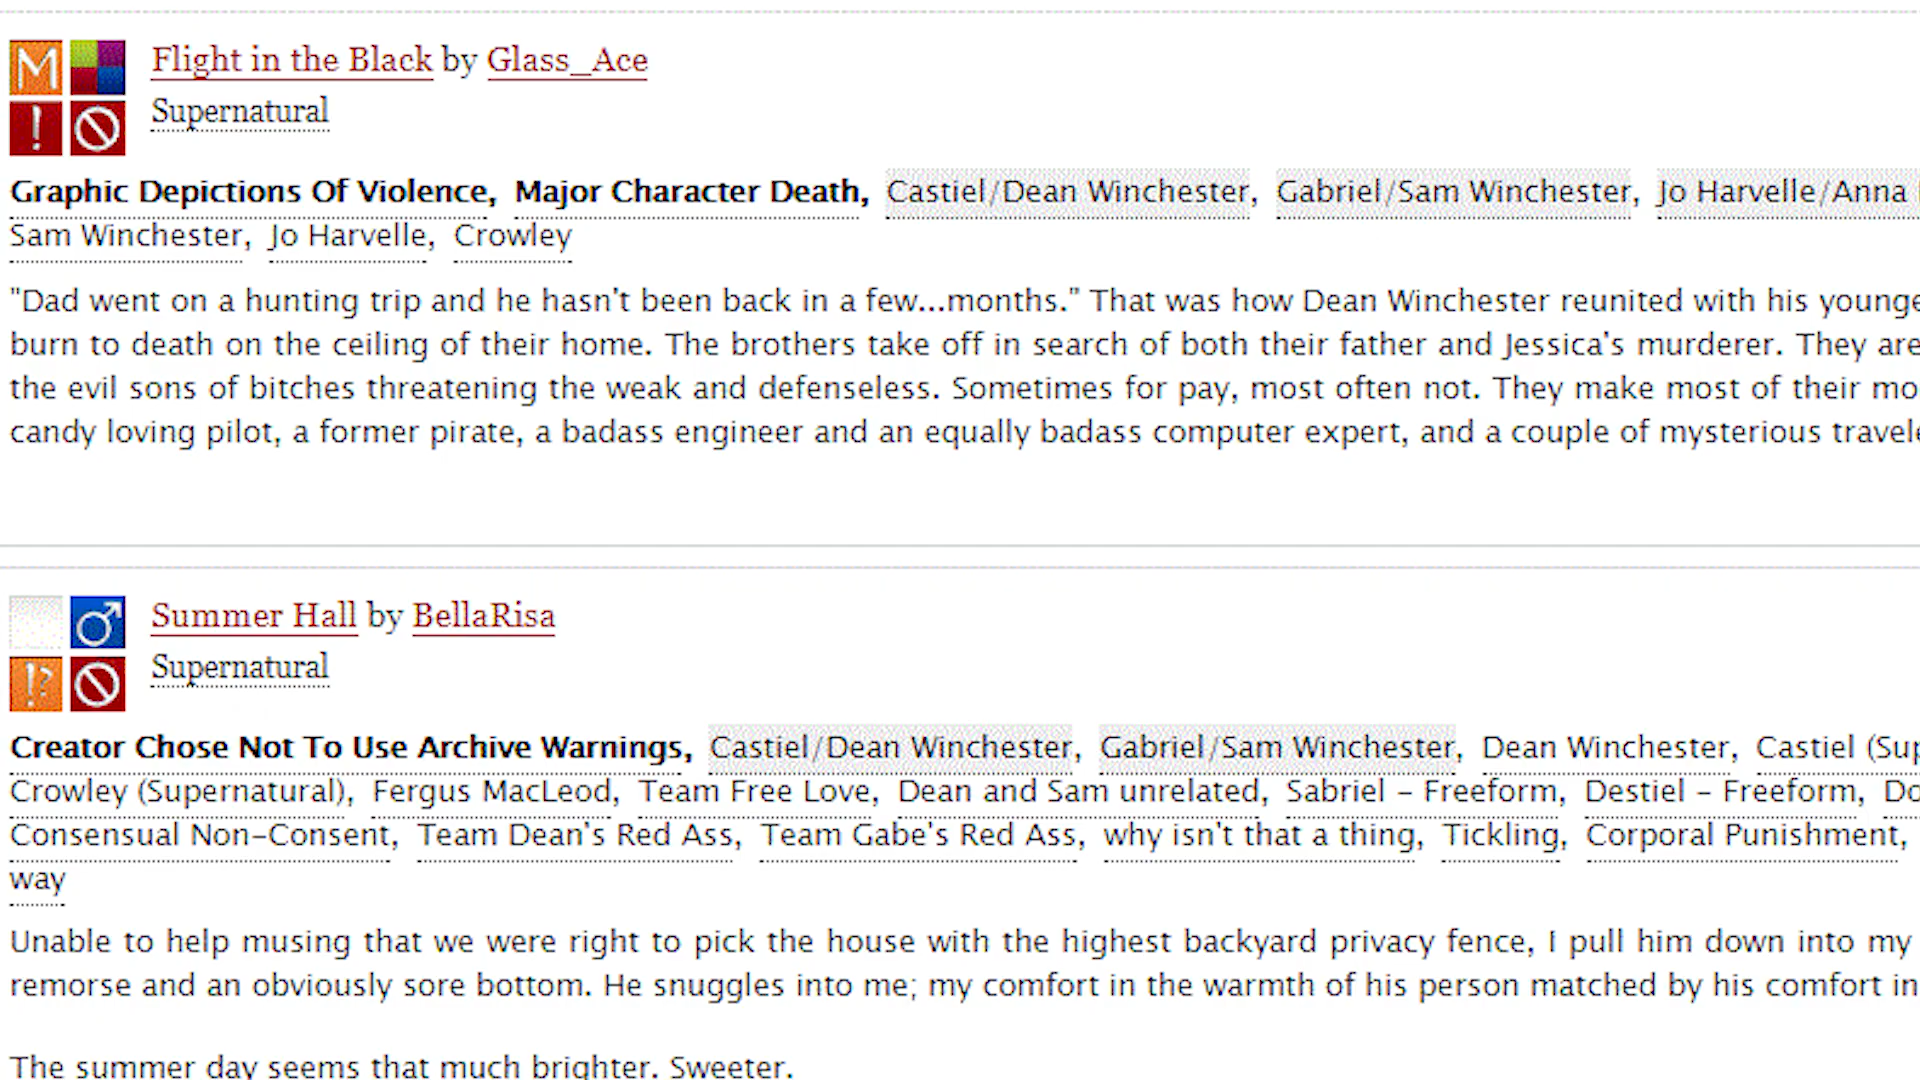 M
Flight in the Black by Glass_Ace
Supernatural
!
Graphic Depictions Of Violence, Major Character Death, Castiel/Dean Winchester, Gabriel/Sam Winchester, Jo Harvelle/Anna
Sam Winchester, Jo Harvelle, Crowley
"Dad went on a hunting trip and he hasn't been back in a few...months." That was how Dean Winchester reunited with his
burn to death on the ceiling of their home. The brothers take off in search of both their father and Jessica's murderer. They are
the evil sons of bitches threatening the weak and defenseless. Sometimes for pay, most often not. They make most of their
candy loving pilot, a former pirate, a badass engineer and an equally badass computer expert, and a couple of mysterious
Summer Hall by BellaRisa
Supernatural
!?
Creator Chose Not To Use Archive Warnings, Castiel/Dean Winchester, Gabriel/Sam Winchester, Dean Winchester, Castiel
Crowley (Supernatural), Fergus MacLeod, Team Free Love, Dean and Sam unrelated, Sabriel - Freeform, Destiel - Freeform,
Consensual Non-Consent, Team Dean's Red Ass, Team Gabe's Red Ass, why isn't that a thing, Tickling, Corporal Punishment,
way
Unable to help musing that we were right to pick the house with the highest backyard privacy fence, I pull him down into my
remorse and an obviously sore bottom. He snuggles into me; my comfort in the warmth of his person matched by his comfort in
The summer day seems that much brighter. Sweeter.